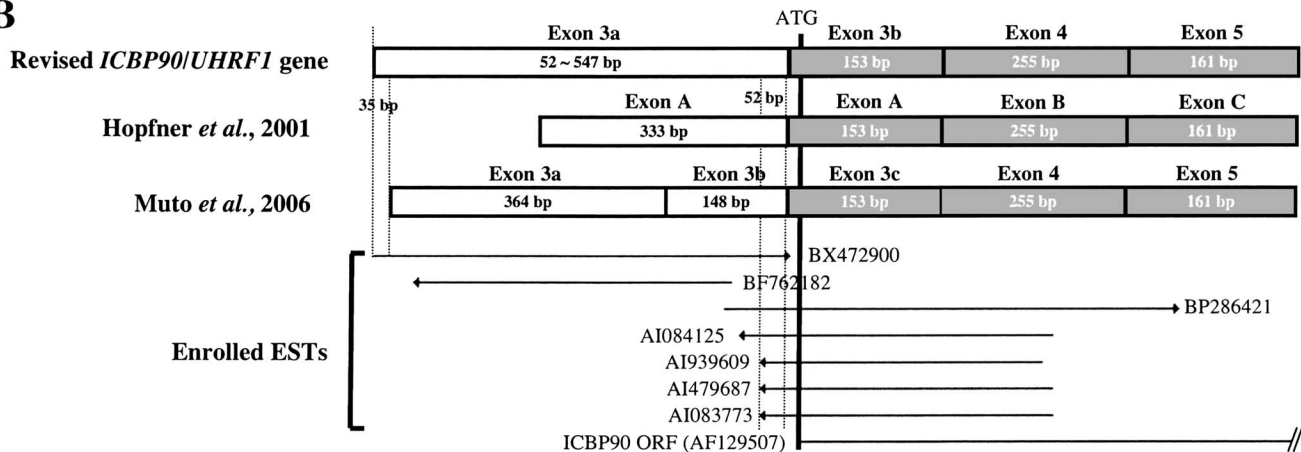 B
ATG
Exon 3a Exon 3b Exon 4 Exon 5
Revised ICBP90/UHRF1 gene 52 ~ 547 bp 153 bp 255 bp 161 bp
35 bp 52 bp
Exon A Exon A Exon B Exon C
Hopfner et al., 2001 333 bp 153 bp 255 bp 161 bp
Exon 3a Exon 3b Exon 3c Exon 4 Exon 5
Muto et al., 2006 364 bp 148 bp 153 bp 255 bp 161 bp
BX472900
BF762182
BP286421
AI084125
Enrolled ESTs
AI939609
AI479687
AI083773
ICBP90 ORF (AF129507)